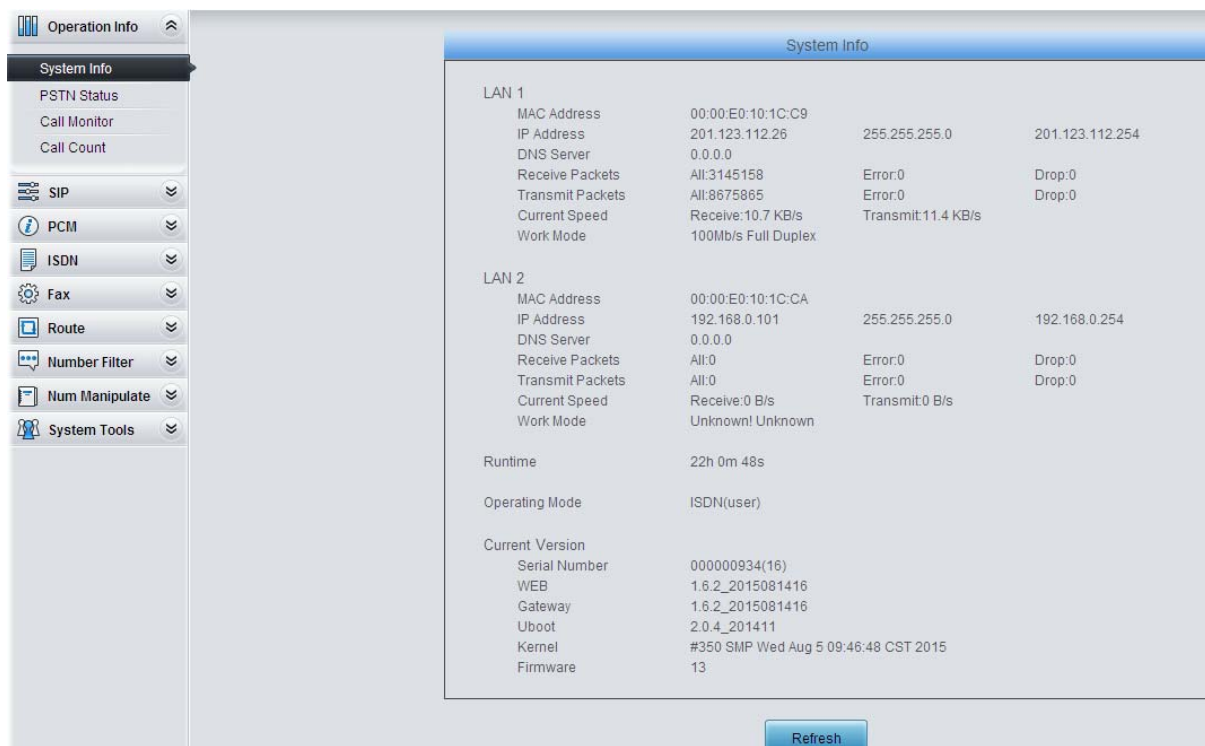 Operation Info
System Info
PSTN Status
Call Monitor
Call Count
SIP
PCM
ISDN
Fax
Route
Number Filter
Num Manipulate
System Tools
System Info
LAN 1
MAC Address 00:00:E0:10:1C:C9
IP Address 201.123.112.26 255.255.255.0 201.123.112.254
DNS Server 0.0.0.0
Receive Packets All:3145158 Error:0 Drop:0
Transmit Packets All:8675865 Error:0 Drop:0
Current Speed Receive:10.7 KB/s Transmit:11.4 KB/s
Work Mode 100Mb/s Full Duplex
LAN 2
MAC Address 00:00:E0:10:1C:CA
IP Address 192.168.0.101 255.255.255.0 192.168.0.254
DNS Server 0.0.0.0
Receive Packets All:0 Error:0 Drop:0
Transmit Packets All:0 Error:0 Drop:0
Current Speed Receive:0 B/s Transmit:0 B/s
Work Mode Unknown! Unknown
Runtime 22h 0m 48s
Operating Mode ISDN(user)
Current Version
Serial Number 000000934(16)
WEB 1.6.2_2015081416
Gateway 1.6.2_2015081416
Uboot 2.0.4_201411
Kernel #350 SMP Wed Aug 5 09:46:48 CST 2015
Firmware 13
Refresh